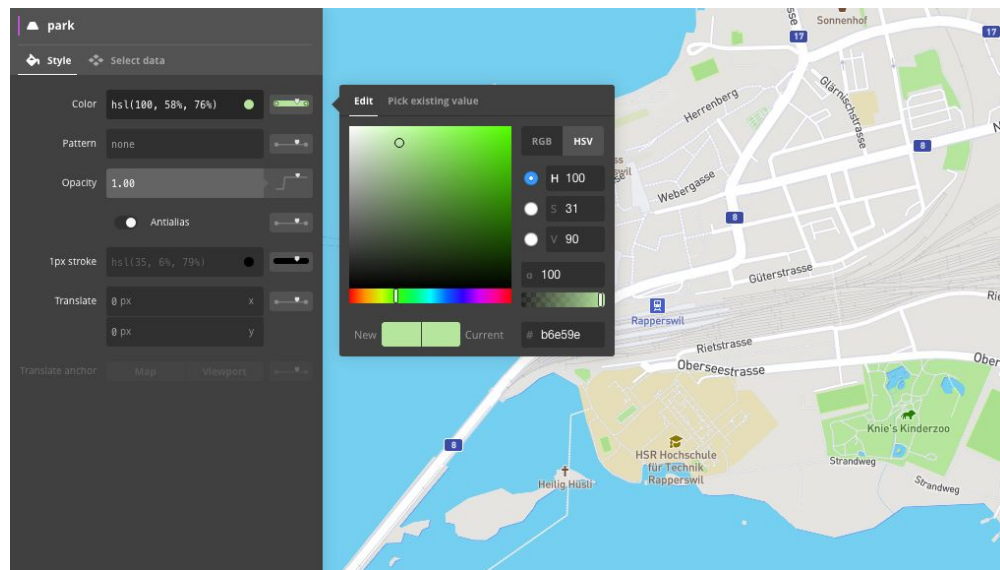 park
Style
Select data
Color
hsl(100, 58%, 76%)
Pattern
none
Opacity
1.00
Antialias
1px stroke
hsl(35, 6%, 79%)
Translate
0 px
x
0 px
y
Translate anchor
Map
Viewport
Edit
Pick existing value
RGB
HSV
H 100
S 31
V 90
α 100
New
Current
# b6e59e
Sonnenhof
17
17
Herrenberg
Glärnischstrasse
8
Webergasse
8
Güterstrasse
Rapperswil
Rietstrasse
Oberseestrasse
Knie's Kinderzoo
8
HSR Hochschule
für Technik
Rapperswil
Strandweg
Heilig Hüsli
Strandweg